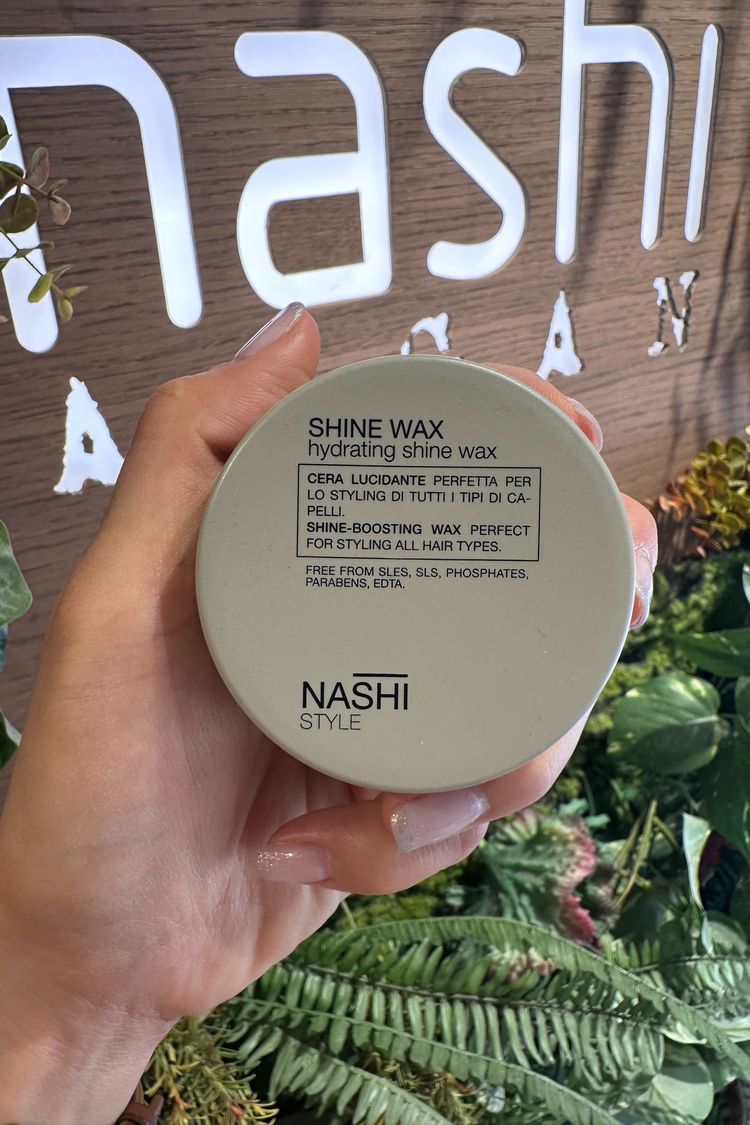 nashi
A GAN
SHINE WAX
hydrating shine wax
CERA LUCIDANTE PERFETTA PER
LO STYLING DI TUTTI I TIPI DI CA-
PELLI.
SHINE-BOOSTING WAX PERFECT
FOR STYLING ALL HAIR TYPES.
FREE FROM SLES, SLS, PHOSPHATES,
PARABENS, EDTA.
NASHI
STYLE